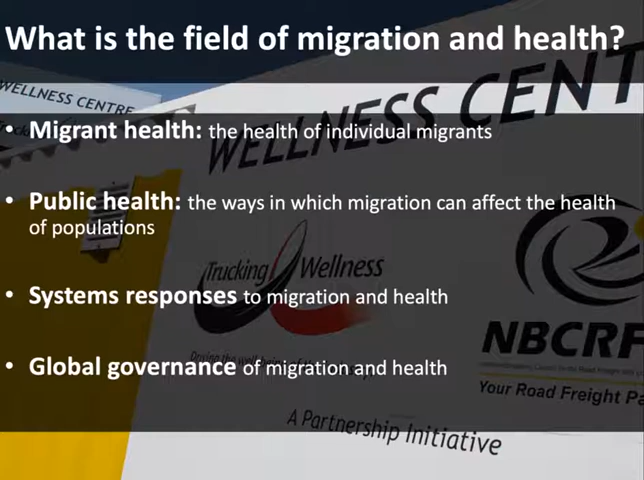 What is the field of migration and health?
WELLNESS CENTRE
WELLNESS CENT
• Migrant health: the health of individual migrants
• Public health: the ways in which migration can affect the health
of populations
Trucking Wellness
• Systems responses to migration and health
NBCRF
• Global governance of migration and health
Your Road Freight Pa
A Partnership Initiative